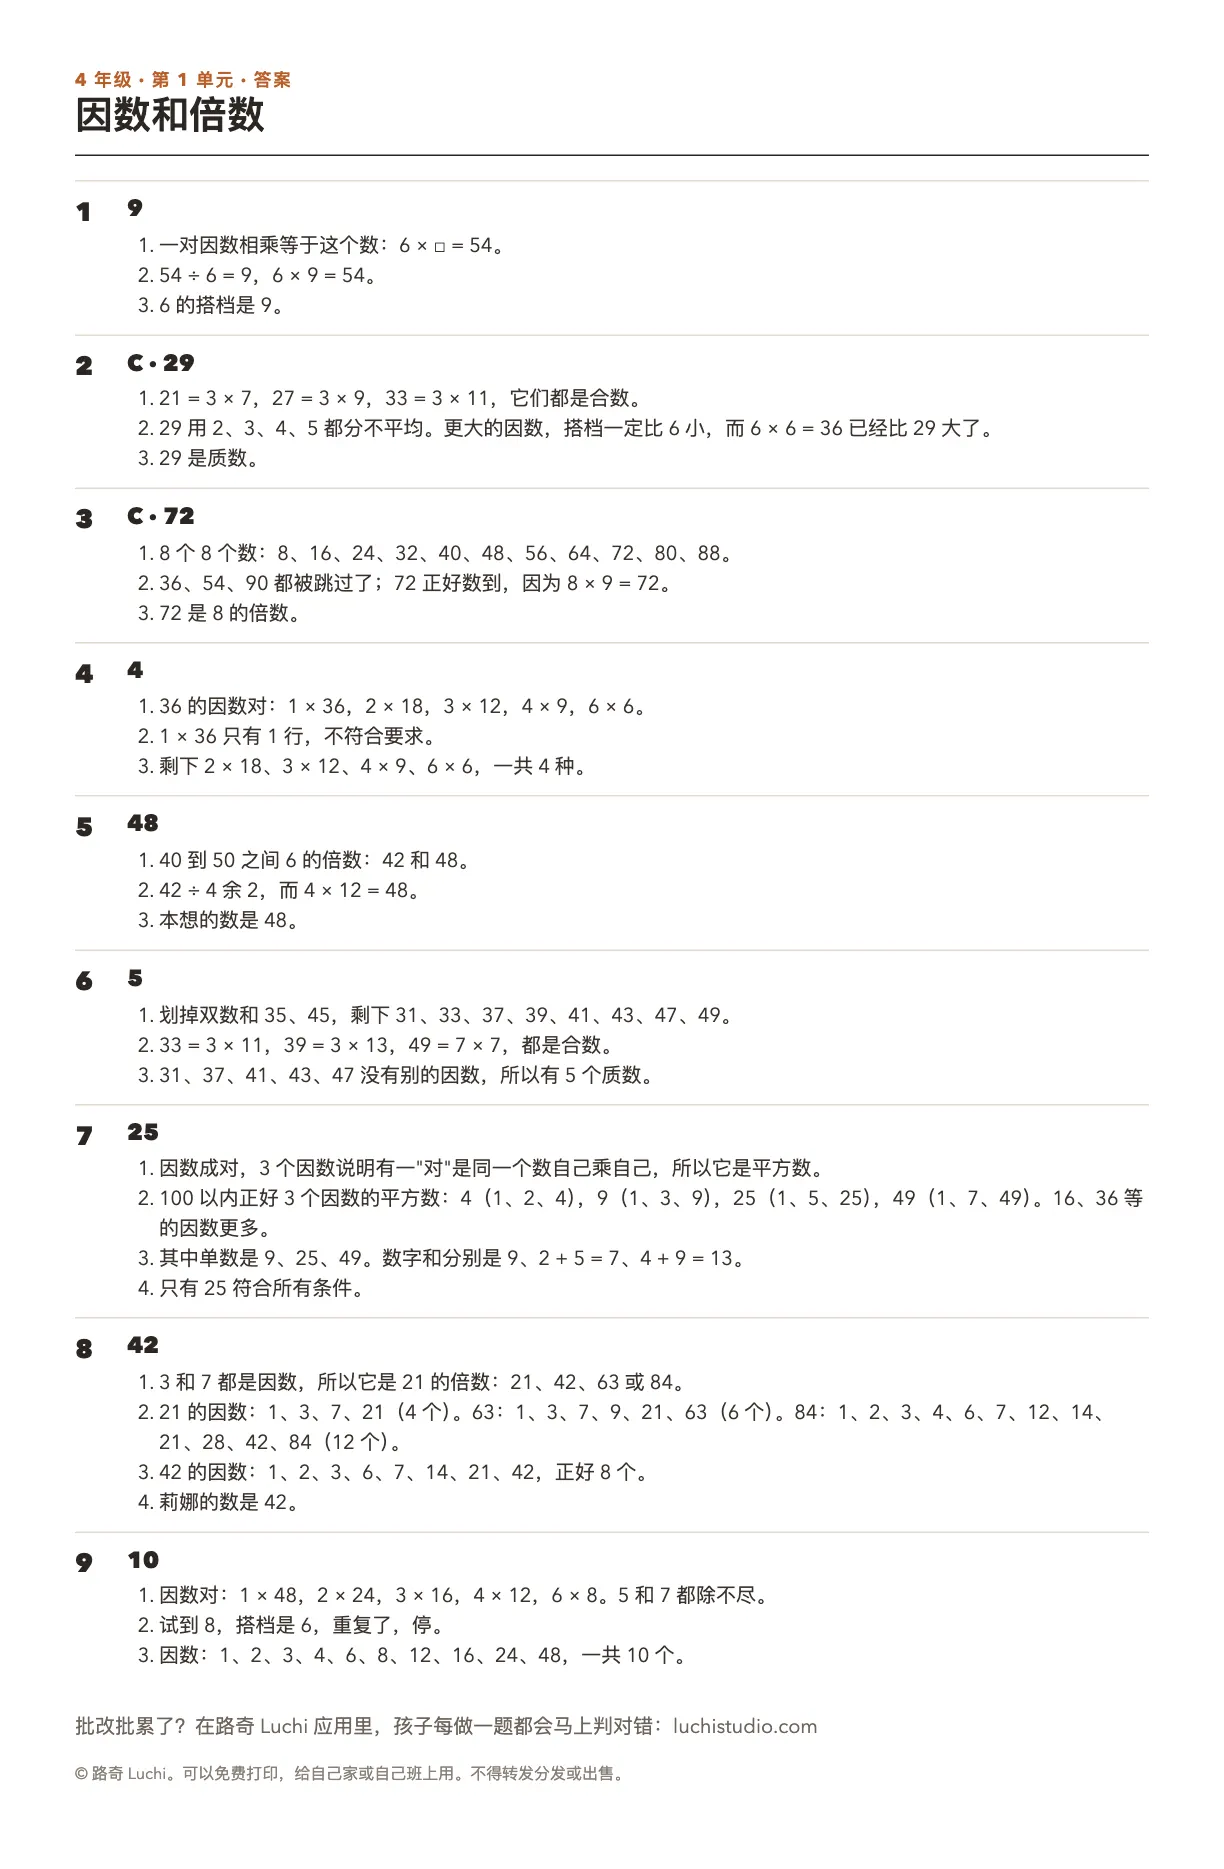 4 年级 · 第 1 单元 · 答案
因数和倍数
1 9
1. 一对因数相乘等于这个数：6 × □ = 54。
2. 54 ÷ 6 = 9，6 × 9 = 54。
3. 6 的搭档是 9。
2 C · 29
1. 21 = 3 × 7，27 = 3 × 9，33 = 3 × 11，它们都是合数。
2. 29 用 2、3、4、5 都分不平均。更大的因数，搭档一定比 6 小，而 6 × 6 = 36 已经比 29 大了。
3. 29 是质数。
3 C · 72
1. 8 个 8 个数：8、16、24、32、40、48、56、64、72、80、88。
2. 36、54、90 都被跳过了；72 正好数到，因为 8 × 9 = 72。
3. 72 是 8 的倍数。
4 4
1. 36 的因数对：1 × 36，2 × 18，3 × 12，4 × 9，6 × 6。
2. 1 × 36 只有 1 行，不符合要求。
3. 剩下 2 × 18、3 × 12、4 × 9、6 × 6，一共 4 种。
5 48
1. 40 到 50 之间 6 的倍数：42 和 48。
2. 42 ÷ 4 余 2，而 4 × 12 = 48。
3. 本想的数是 48。
6 5
1. 划掉双数和 35、45，剩下 31、33、37、39、41、43、47、49。
2. 33 = 3 × 11，39 = 3 × 13，49 = 7 × 7，都是合数。
3. 31、37、41、43、47 没有别的因数，所以有 5 个质数。
7 25
1. 因数成对，3 个因数说明有一"对"是同一个数自己乘自己，所以它是平方数。
2. 100 以内正好 3 个因数的平方数：4（1、2、4），9（1、3、9），25（1、5、25），49（1、7、49）。16、36 等
的因数更多。
3. 其中单数是 9、25、49。数字和分别是 9、2 + 5 = 7、4 + 9 = 13。
4. 只有 25 符合所有条件。
8 42
1. 3 和 7 都是因数，所以它是 21 的倍数：21、42、63 或 84。
2. 21 的因数：1、3、7、21（4 个）。63：1、3、7、9、21、63（6 个）。84：1、2、3、4、6、7、12、14、
21、28、42、84（12 个）。
3. 42 的因数：1、2、3、6、7、14、21、42，正好 8 个。
4. 莉娜的数是 42。
9 10
1. 因数对：1 × 48，2 × 24，3 × 16，4 × 12，6 × 8。5 和 7 都除不尽。
2. 试到 8，搭档是 6，重复了，停。
3. 因数：1、2、3、4、6、8、12、16、24、48，一共 10 个。
批改批累了？在路奇 Luchi 应用里，孩子每做一题都会马上判对错：luchistudio.com
© 路奇 Luchi。可以免费打印，给自己家或自己班上用。不得转发分发或出售。